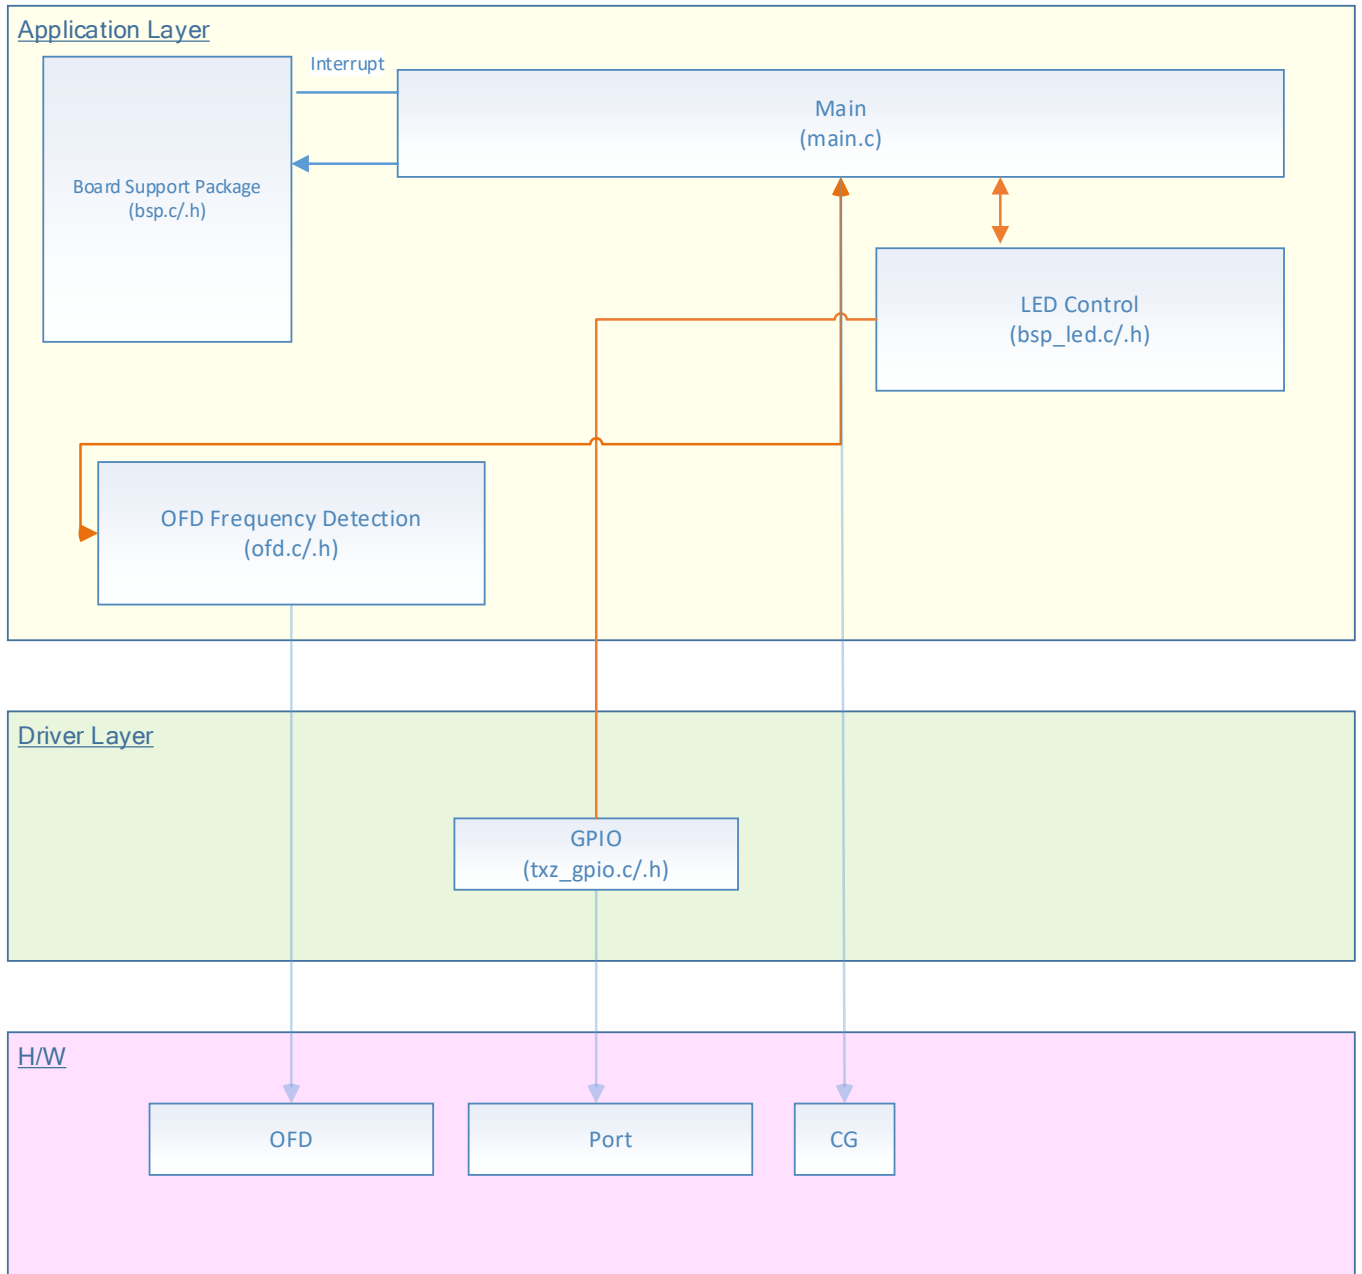 Application Layer
Interrupt
Main
(main.c)
Board Support Package
(bsp.c/.h)
LED Control
(bsp_led.c/.h)
OFD Frequency Detection
(ofd.c/.h)
Driver Layer
GPIO
(txz_gpio.c/.h)
H/W
OFD
Port
CG